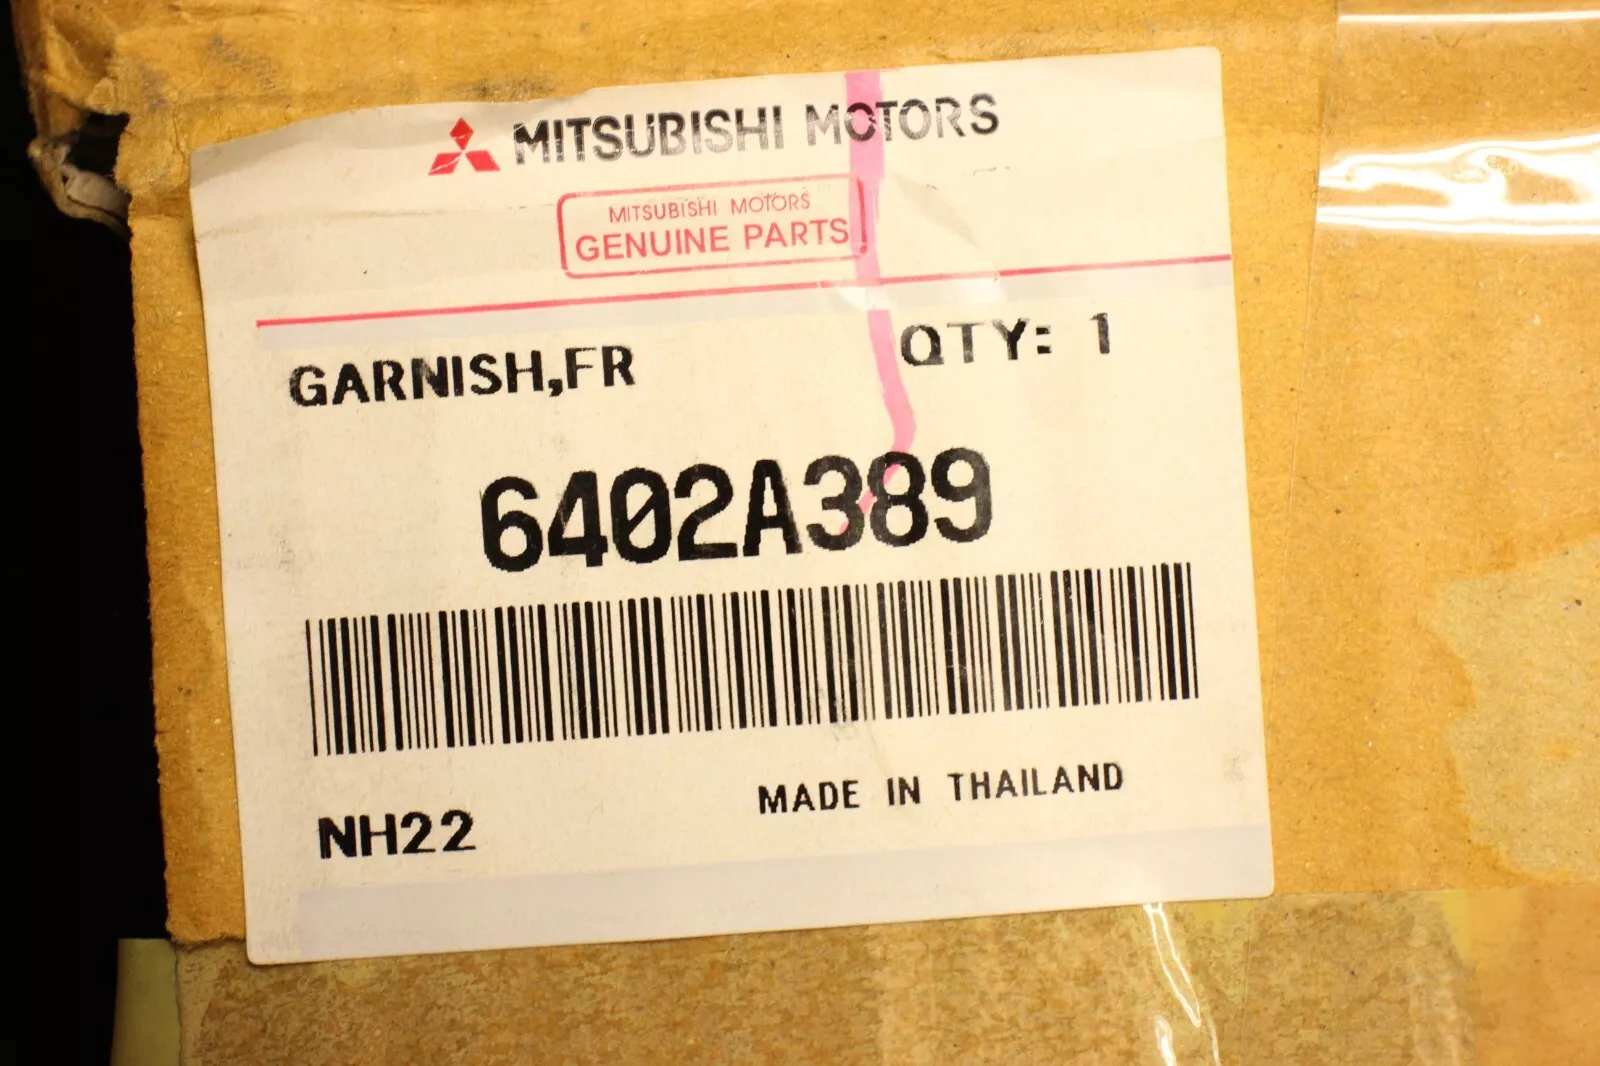 MITSUBISHI MOTORS
MITSUBISHI MOTORS
GENUINE PARTS
GARNISH,FR
QTY: 1
6402A389
MADE IN THAILAND
NH22